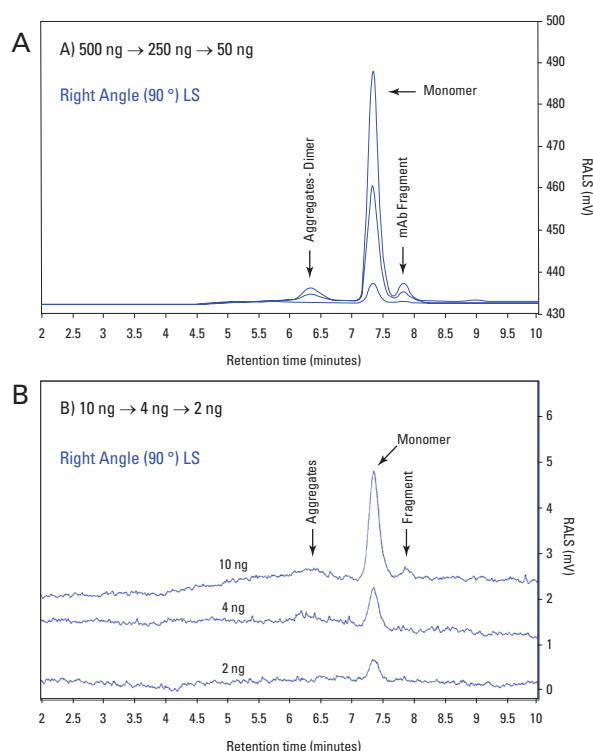 A
A) 500 ng → 250 ng → 50 ng
Right Angle (90 °) LS
Monomer
Aggregates - Dimer
mAb Fragment
500
490
480
470
460
450
440
430
RALS (mV)
2 2.5 3 3.5 4 4.5 5 5.5 6 6.5 7 7.5 8 8.5 9 9.5 10
Retention time (minutes)
B
B) 10 ng → 4 ng → 2 ng
Right Angle (90 °) LS
Monomer
Aggregates
Fragment
10 ng
4 ng
2 ng
6
5
4
3
2
1
0
RALS (mV)
2 2.5 3 3.5 4 4.5 5 5.5 6 6.5 7 7.5 8 8.5 9 9.5 10
Retention time (minutes)